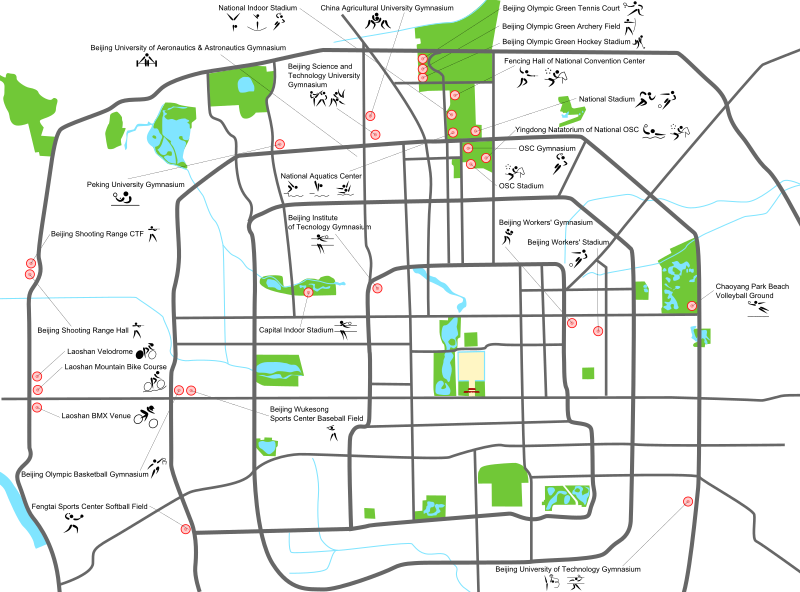 National Indoor Stadium
China Agricultural University Gymnasium
Beijing Olympic Green Tennis Court
Beijing Olympic Green Archery Field
Beijing Olympic Green Hockey Stadium
Beijing University of Aeronautics & Astronautics Gymnasium
Fencing Hall of National Convention Center
Beijing Science and
Technology University
Gymnasium
National Stadium
Yingdong Natatorium of National OSC
OSC Gymnasium
National Aquatics Center
Peking University Gymnasium
OSC Stadium
Beijing Institute
of Tecnology Gymnasium
Beijing Workers' Gymnasium
Beijing Shooting Range CTF
Beijing Workers' Stadium
Chaoyang Park Beach
Volleyball Ground
Beijing Shooting Range Hall
Capital Indoor Stadium
Laoshan Velodrome
Laoshan Mountain Bike Course
Laoshan BMX Venue
Beijing Wukesong
Sports Center Baseball Field
Beijing Olympic Basketball Gymnasium
Fengtai Sports Center Softball Field
Beijing University of Technology Gymnasium